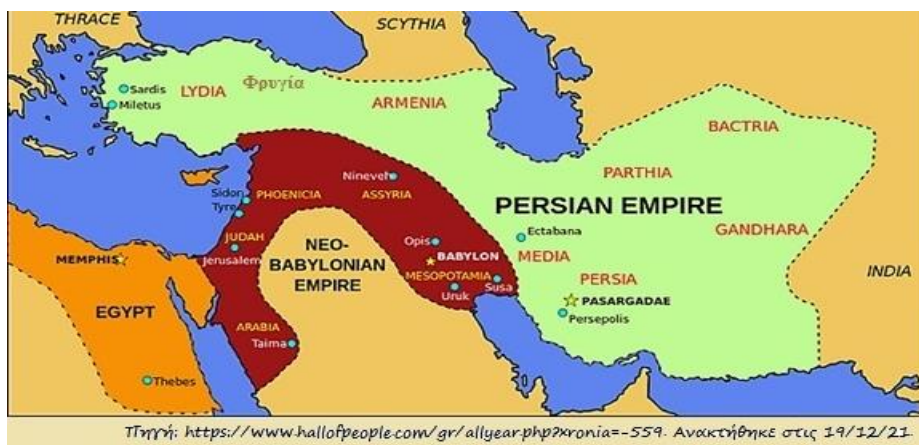 THRACE
SCYTHIA
Sardis
LYDIA
Φρυγία
Miletus
ARMENIA
BACTRIA
PARTHIA
Nineveh
ASSYRIA
Sidon
PHOENICIA
Tyre
PERSIAN EMPIRE
GANDHARA
JUDAH
Jerusalem
Opis
BABYLON
Ectabana
MEDIA
MEMPHIS
NEO-
BABYLONIAN
EMPIRE
MESOPOTAMIA
Uruk
Susa
PERSIA
INDIA
PASARGADAE
Persepolis
EGYPT
ARABIA
Taima
Thebes
Πηγή: https://www.hallofpeople.com/gr/allyear.php?xronia=-559. Ανακτήθηκε στις 19/12/21